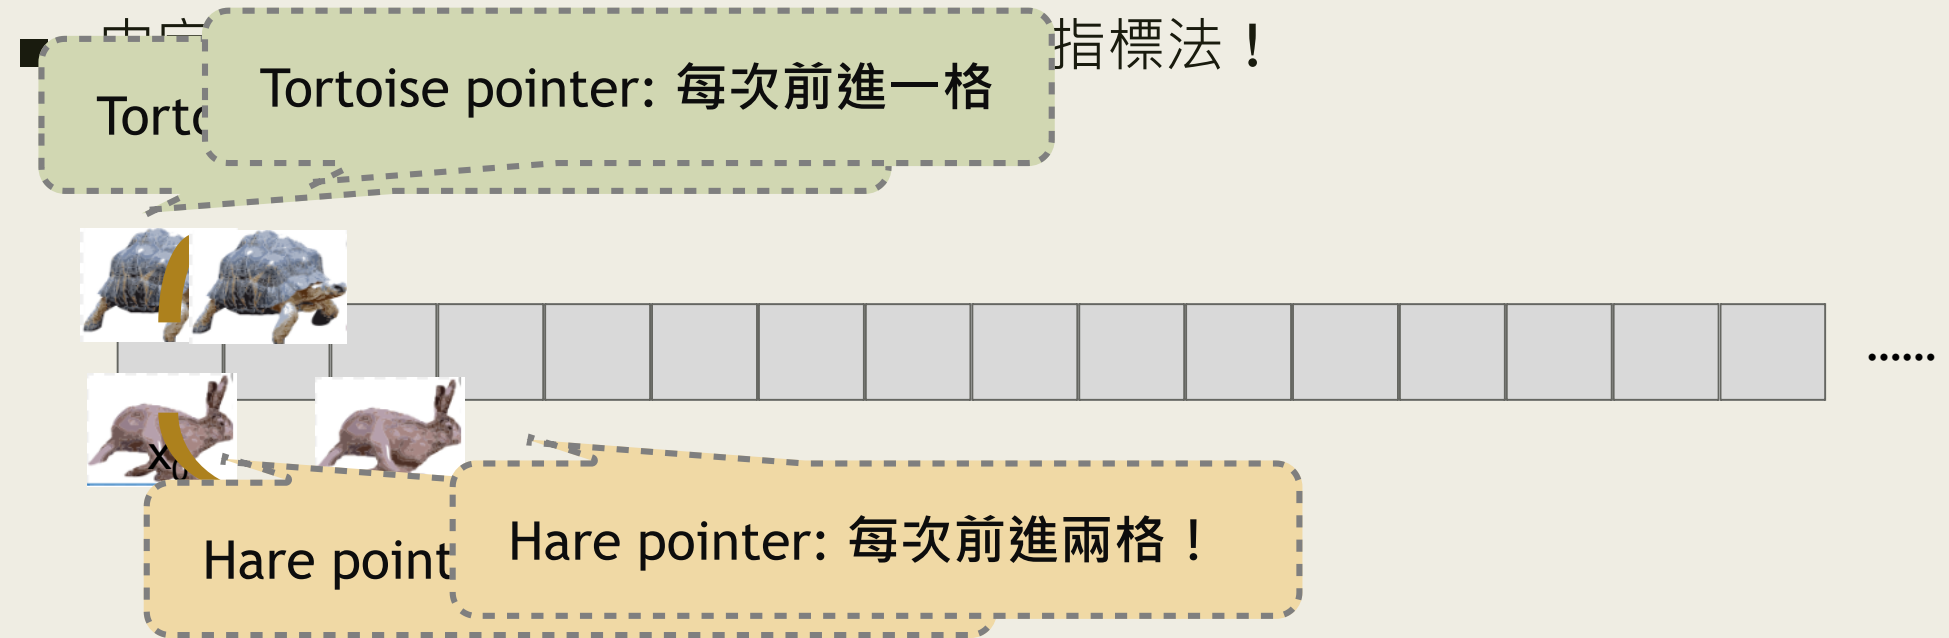 指標法！
Torto
Tortoise pointer: 每次前進一格
......
x0
Hare point
Hare pointer: 每次前進兩格！